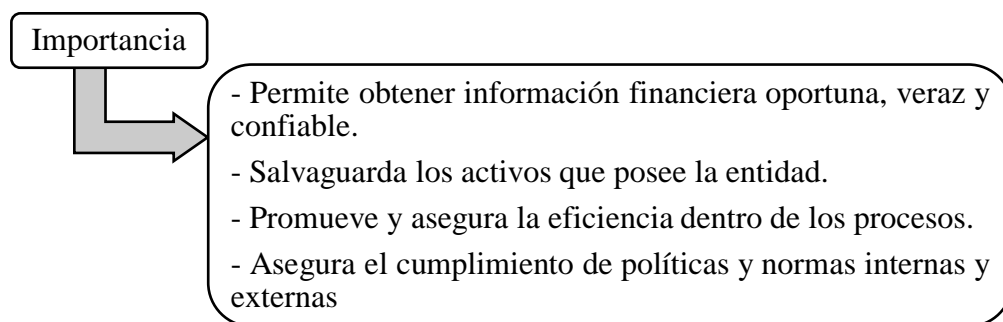 Importancia
- Permite obtener información financiera oportuna, veraz y
confiable.
- Salvaguarda los activos que posee la entidad.
- Promueve y asegura la eficiencia dentro de los procesos.
- Asegura el cumplimiento de políticas y normas internas y
externas